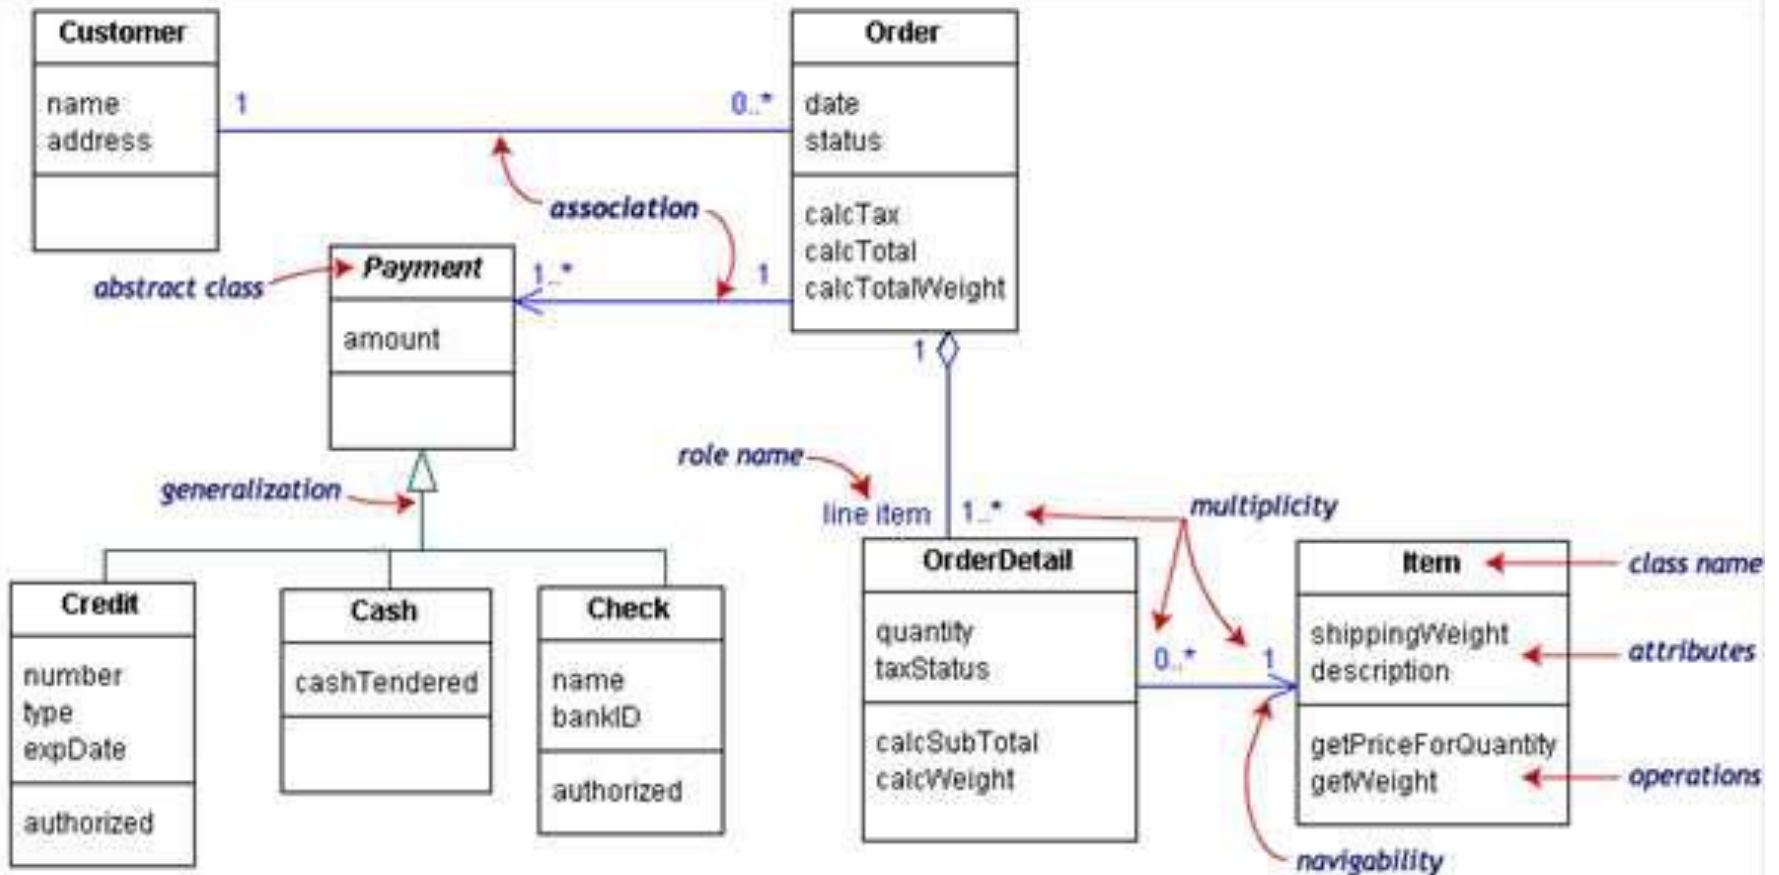 Customer
name
address
1
0..*
Order
date
status
calcTax
calcTotal
calcTotalWeight
association
abstract class
Payment
amount
1..*
1
1
generalization
role name
line item
1..*
multiplicity
Credit
number
type
expDate
authorized
Cash
cashTendered
Check
name
bankID
authorized
OrderDetail
quantity
taxStatus
calcSubTotal
calcWeight
0..*
1
Item
shippingWeight
description
getPriceForQuantity
getWeight
class name
attributes
operations
navigability